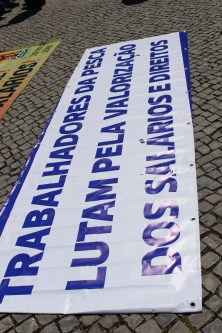 TRABALHADORES DA PESCA
LUTAM PELA VALORIZAÇÃO
DOS SALÁRIOS E DIREITOS